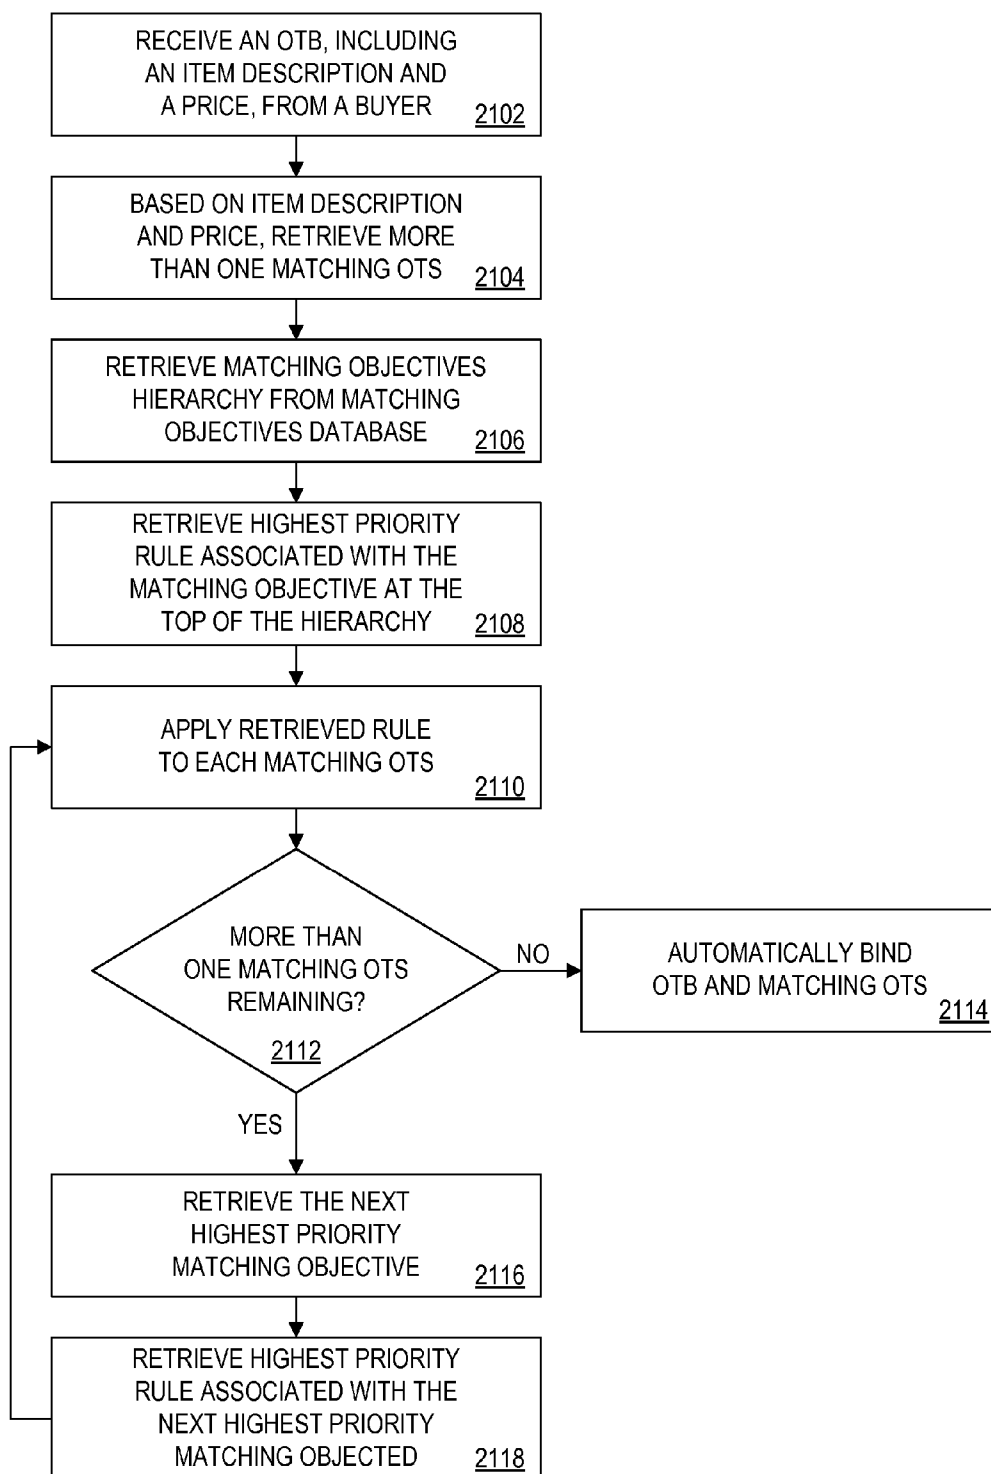 RECEIVE AN OTB, INCLUDING
AN ITEM DESCRIPTION AND
A PRICE, FROM A BUYER
2102
BASED ON ITEM DESCRIPTION
AND PRICE, RETRIEVE MORE
THAN ONE MATCHING OTS
2104
RETRIEVE MATCHING OBJECTIVES
HIERARCHY FROM MATCHING
OBJECTIVES DATABASE
2106
RETRIEVE HIGHEST PRIORITY
RULE ASSOCIATED WITH THE
MATCHING OBJECTIVE AT THE
TOP OF THE HIERARCHY
2108
APPLY RETRIEVED RULE
TO EACH MATCHING OTS
2110
MORE THAN
ONE MATCHING OTS
REMAINING?
2112
NO
AUTOMATICALLY BIND
OTB AND MATCHING OTS
2114
YES
RETRIEVE THE NEXT
HIGHEST PRIORITY
MATCHING OBJECTIVE
2116
RETRIEVE HIGHEST PRIORITY
RULE ASSOCIATED WITH THE
NEXT HIGHEST PRIORITY
MATCHING OBJECTED
2118